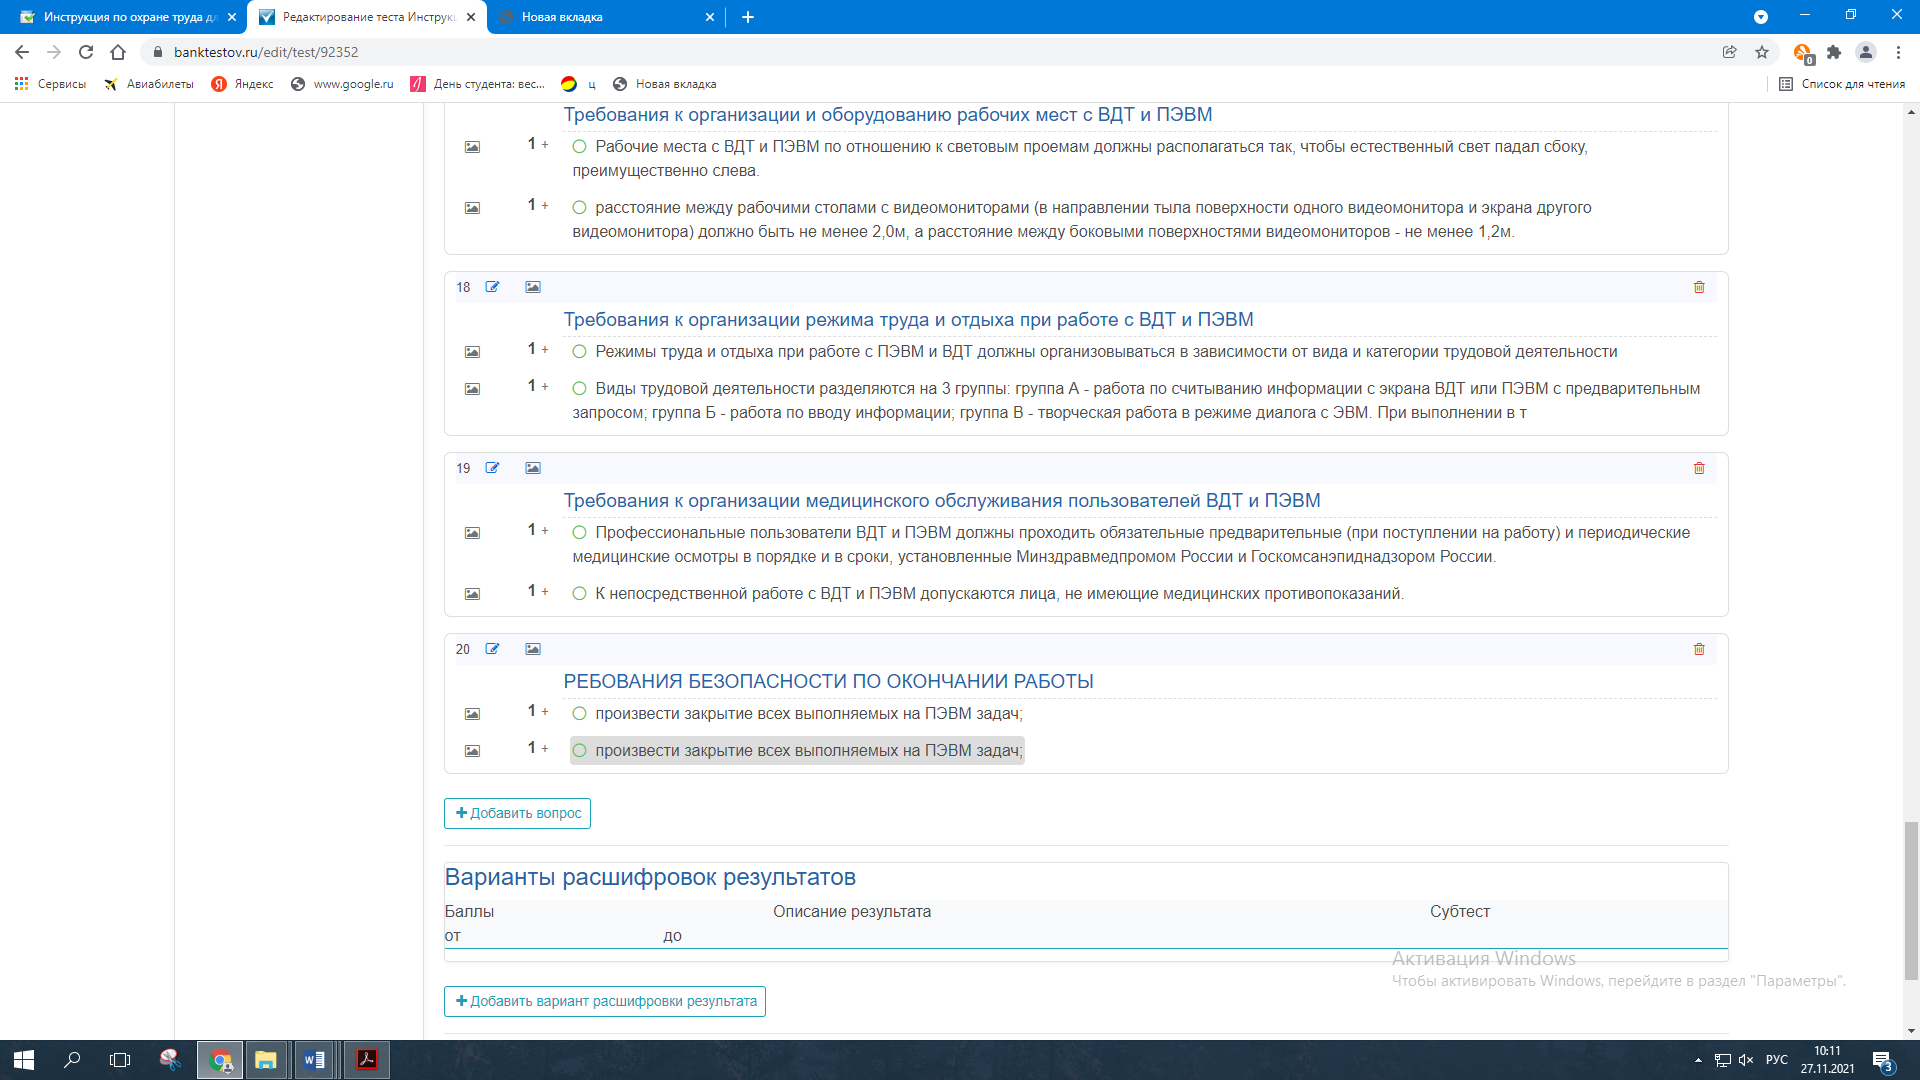 Инструкция по охране труда дл
Редактирование теста Инструкц
Новая вкладка
banktestov.ru/edit/test/92352
0
Сервисы
Авиабилеты
Я Яндекс
www.google.ru
День студента: вес...
ц
Новая вкладка
Список для чтения
Требования к организации и оборудованию рабочих мест с ВДТ и ПЭВМ
1 + Рабочие места с ВДТ и ПЭВМ по отношению к световым проемам должны располагаться так, чтобы естественный свет падал сбоку,
преимущественно слева.
1 + расстояние между рабочими столами с видеомониторами (в направлении тыла поверхности одного видеомонитора и экрана другого
видеомонитора) должно быть не менее 2,0м, а расстояние между боковыми поверхностями видеомониторов - не менее 1,2м.
18
Требования к организации режима труда и отдыха при работе с ВДТ и ПЭВМ
1 + Режимы труда и отдыха при работе с ПЭВМ и ВДТ должны организовываться в зависимости от вида и категории трудовой деятельности
1 + Виды трудовой деятельности разделяются на 3 группы: группа А - работа по считыванию информации с экрана ВДТ или ПЭВМ с предварительным
запросом; группа Б - работа по вводу информации; группа В - творческая работа в режиме диалога с ЭВМ. При выполнении в т
19
Требования к организации медицинского обслуживания пользователей ВДТ и ПЭВМ
1 + Профессиональные пользователи ВДТ и ПЭВМ должны проходить обязательные предварительные (при поступлении на работу) и периодические
медицинские осмотры в порядке и в сроки, установленные Минздравмедпромом России и Госкомсанэпиднадзором России.
1 + К непосредственной работе с ВДТ и ПЭВМ допускаются лица, не имеющие медицинских противопоказаний.
20
РЕБОВАНИЯ БЕЗОПАСНОСТИ ПО ОКОНЧАНИИ РАБОТЫ
1 + произвести закрытие всех выполняемых на ПЭВМ задач;
1 + произвести закрытие всех выполняемых на ПЭВМ задач;
+ Добавить вопрос
Варианты расшифровок результатов
Баллы Описание результата Субтест
от до
Активация Windows
Чтобы активировать Windows, перейдите в раздел "Параметры".
+ Добавить вариант расшифровки результата
РУС
10:11
27.11.2021
3